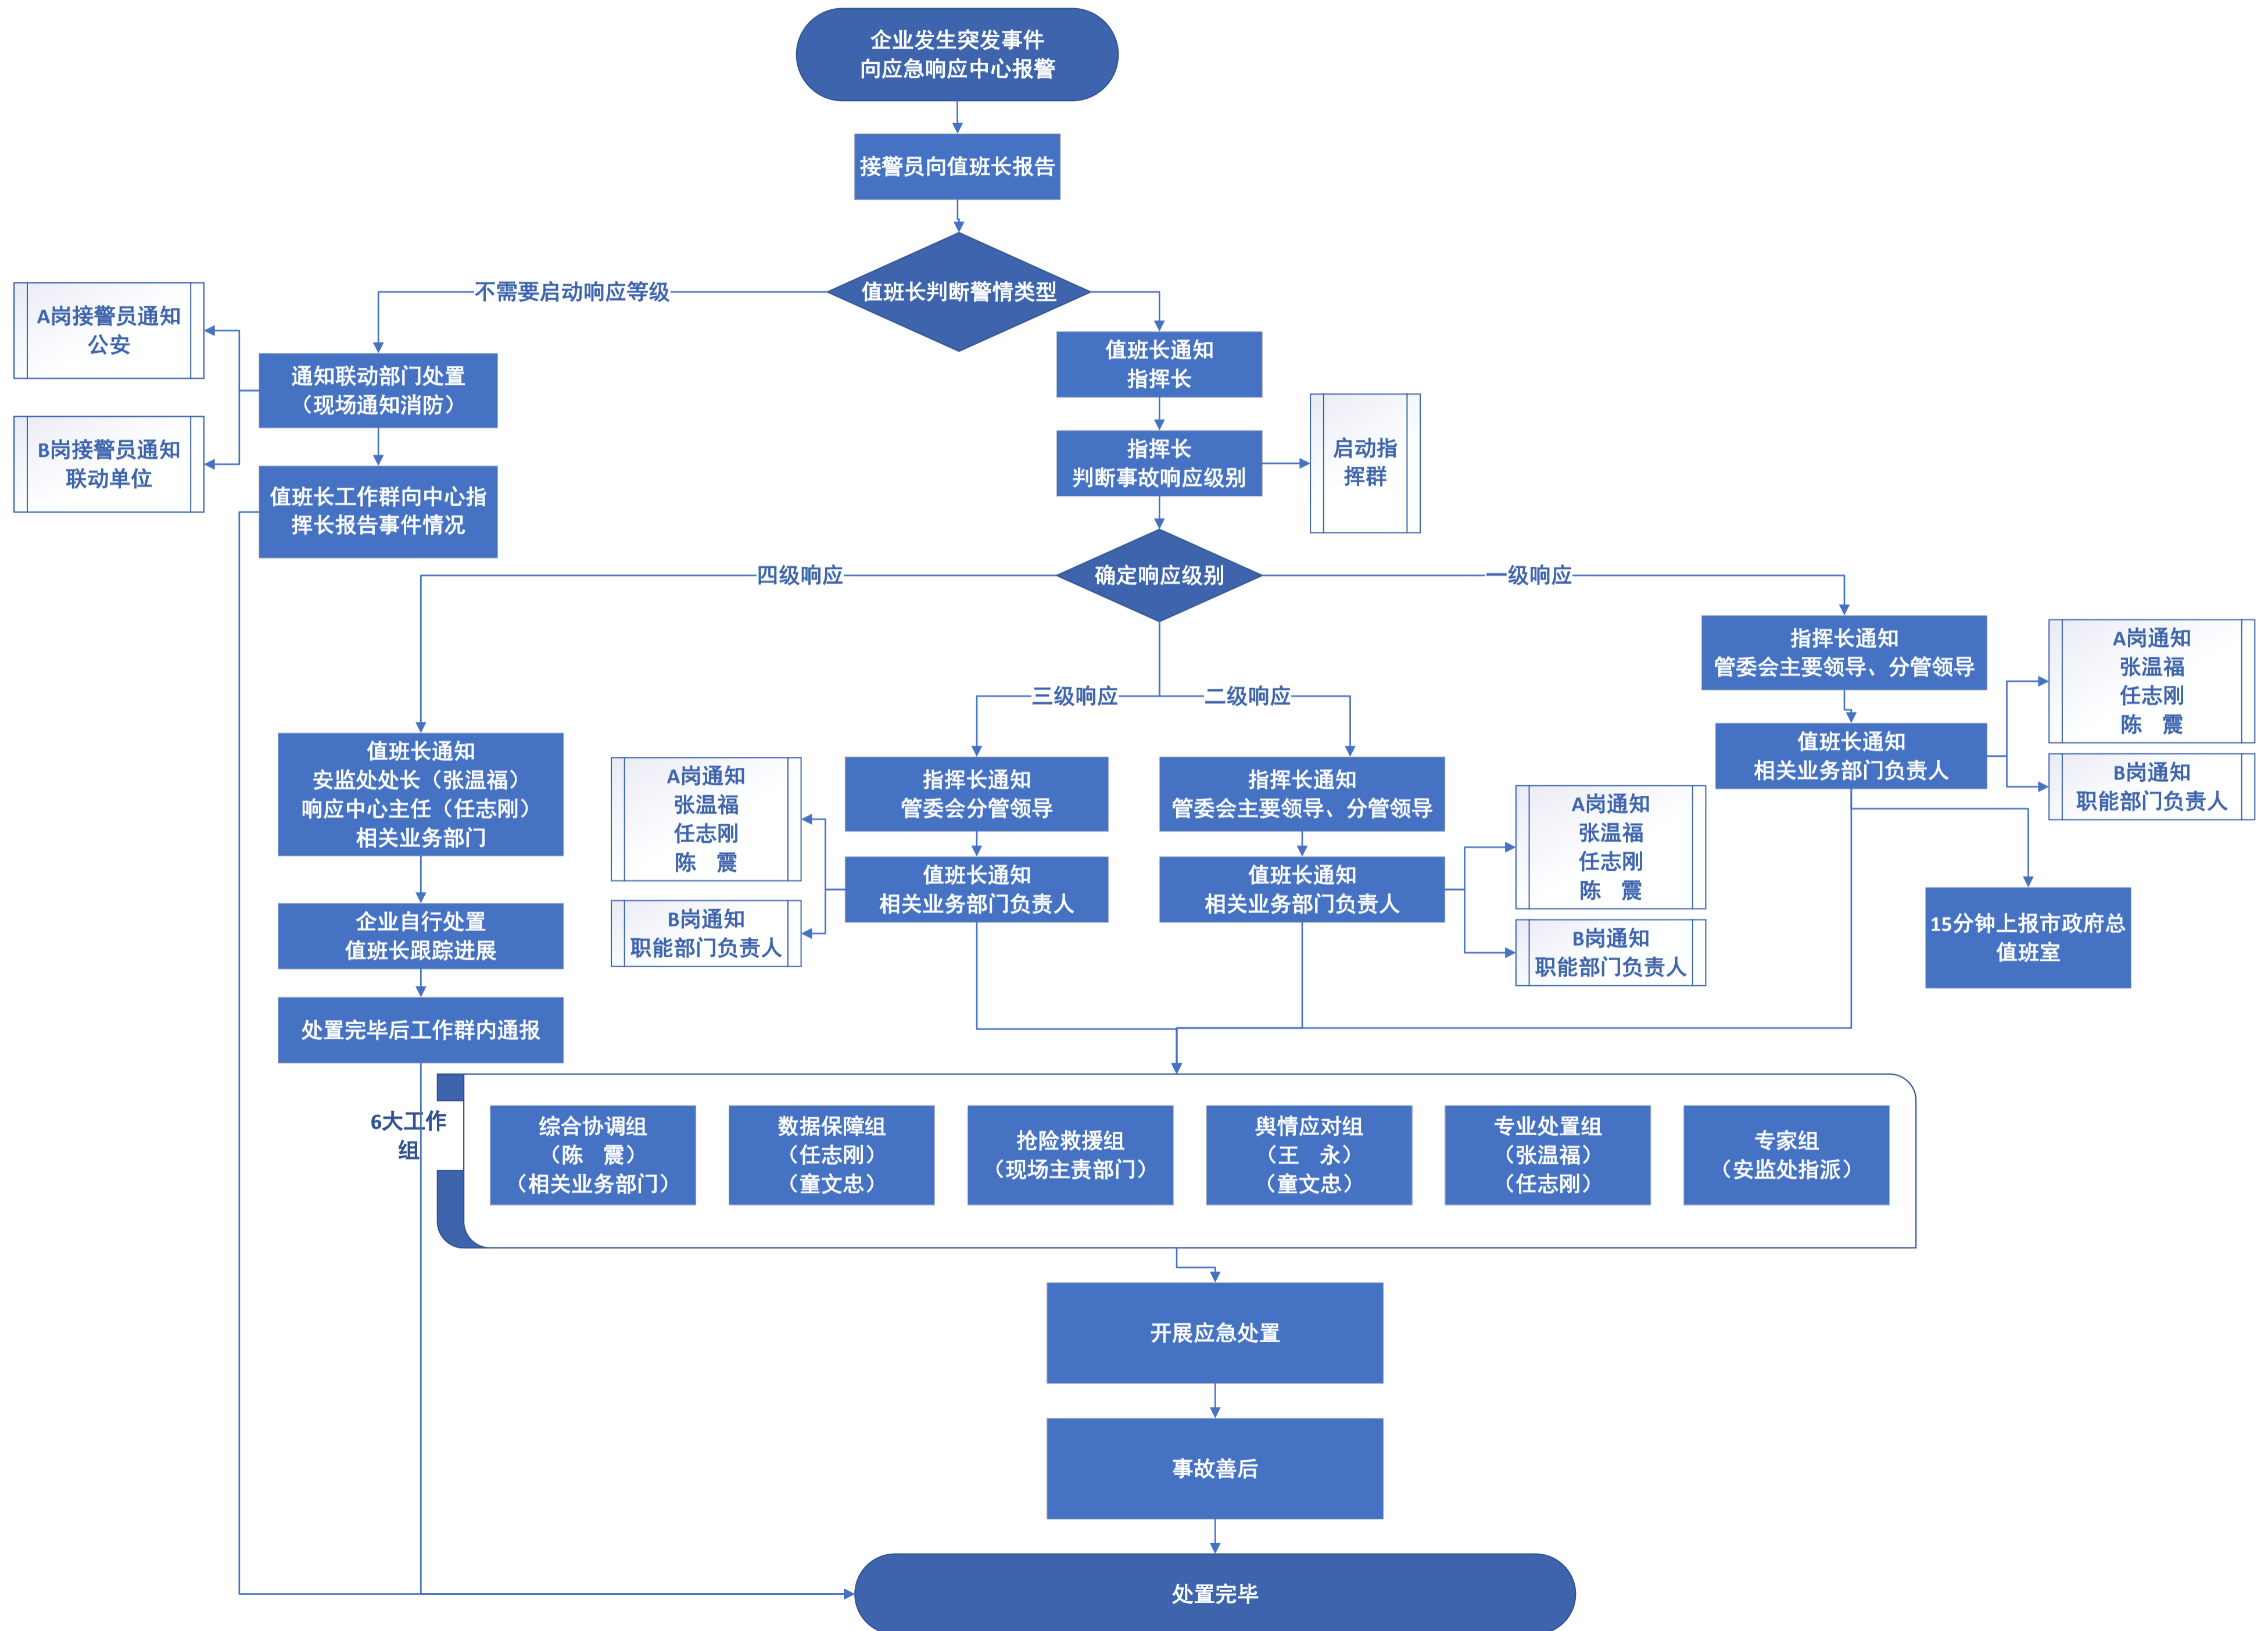 企业发生突发事件
向应急响应中心报警
接警员向值班长报告
值班长判断警情类型
不需要启动响应等级
A岗接警员通知
公安
B岗接警员通知
联动单位
通知联动部门处置
（现场通知消防）
值班长工作群向中心指
挥长报告事件情况
值班长通知
指挥长
指挥长
判断事故响应级别
启动指
挥群
确定响应级别
四级响应
三级响应
二级响应
一级响应
值班长通知
安监处处长（张温福）
响应中心主任（任志刚）
相关业务部门
企业自行处置
值班长跟踪进展
处置完毕后工作群内通报
A岗通知
张温福
任志刚
陈 震
B岗通知
职能部门负责人
指挥长通知
管委会分管领导
值班长通知
相关业务部门负责人
指挥长通知
管委会主要领导、分管领导
值班长通知
相关业务部门负责人
A岗通知
张温福
任志刚
陈 震
B岗通知
职能部门负责人
指挥长通知
管委会主要领导、分管领导
值班长通知
相关业务部门负责人
A岗通知
张温福
任志刚
陈 震
B岗通知
职能部门负责人
15分钟上报市政府总
值班室
6大工作
组
综合协调组
（陈 震）
（相关业务部门）
数据保障组
（任志刚）
（童文忠）
抢险救援组
（现场主责部门）
舆情应对组
（王 永）
（童文忠）
专业处置组
（张温福）
（任志刚）
专家组
（安监处指派）
开展应急处置
事故善后
处置完毕